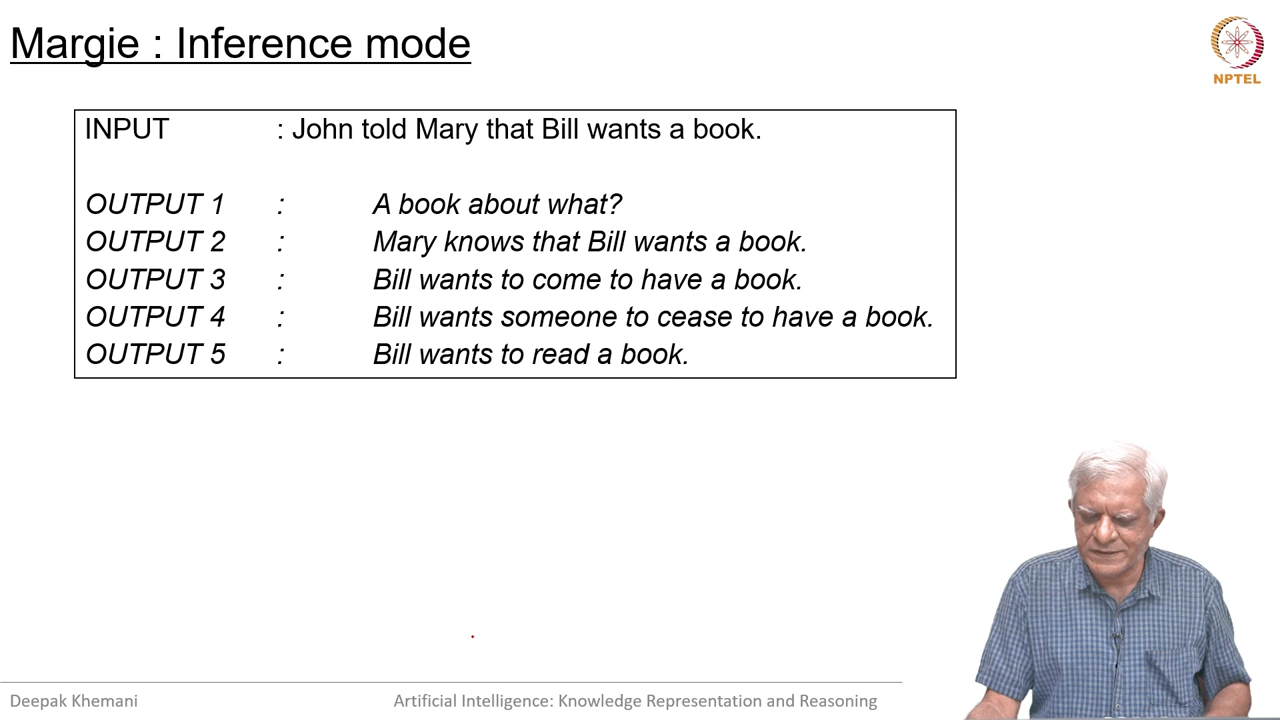 Margie : Inference mode
NPTEL
INPUT : John told Mary that Bill wants a book.
OUTPUT 1 : A book about what?
OUTPUT 2 : Mary knows that Bill wants a book.
OUTPUT 3 : Bill wants to come to have a book.
OUTPUT 4 : Bill wants someone to cease to have a book.
OUTPUT 5 : Bill wants to read a book.
Deepak Khemani Artificial Intelligence: Knowledge Representation and Reasoning